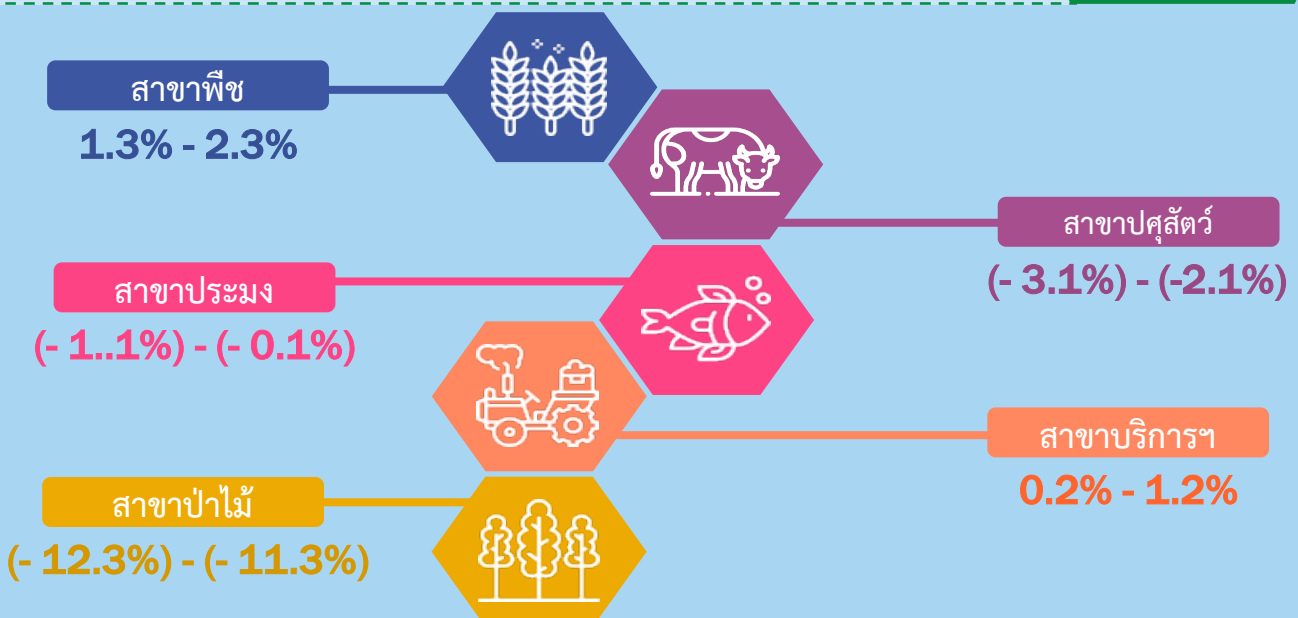 สาขาพืช
1.3% - 2.3%
สาขาปศุสัตว์
(- 3.1%) - (-2.1%)
สาขาประมง
(- 1..1%) - (- 0.1%)
สาขาบริการฯ
0.2% - 1.2%
สาขาป่าไม้
(- 12.3%) - (- 11.3%)